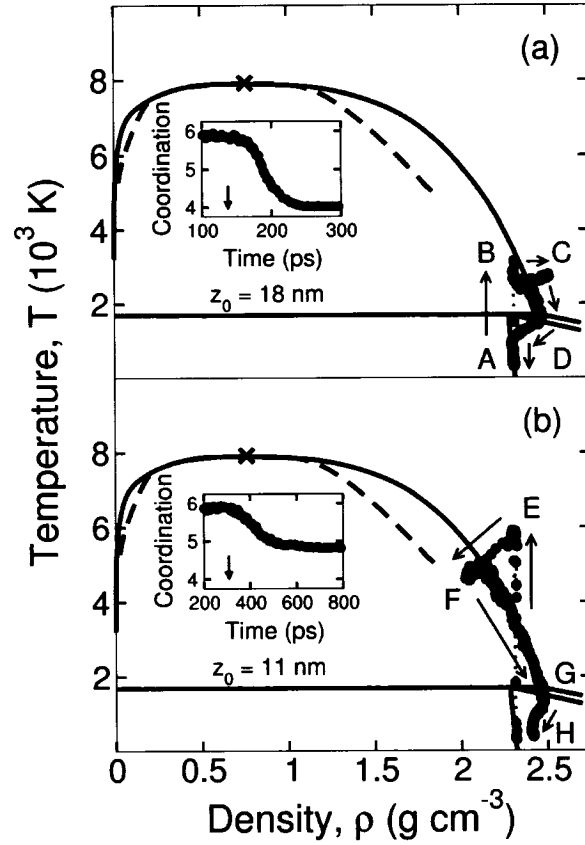 (a)
8
6
4
2
Coordination
6
5
4
100 200 300
Time (ps)
z₀ = 18 nm
B
C
A
D
Temperature, T (10³ K)
(b)
8
6
4
2
0
Coordination
6
5
4
200 400 600 800
Time (ps)
z₀ = 11 nm
E
F
G
H
0 0.5 1 1.5 2 2.5
Density, ρ (g cm⁻³)